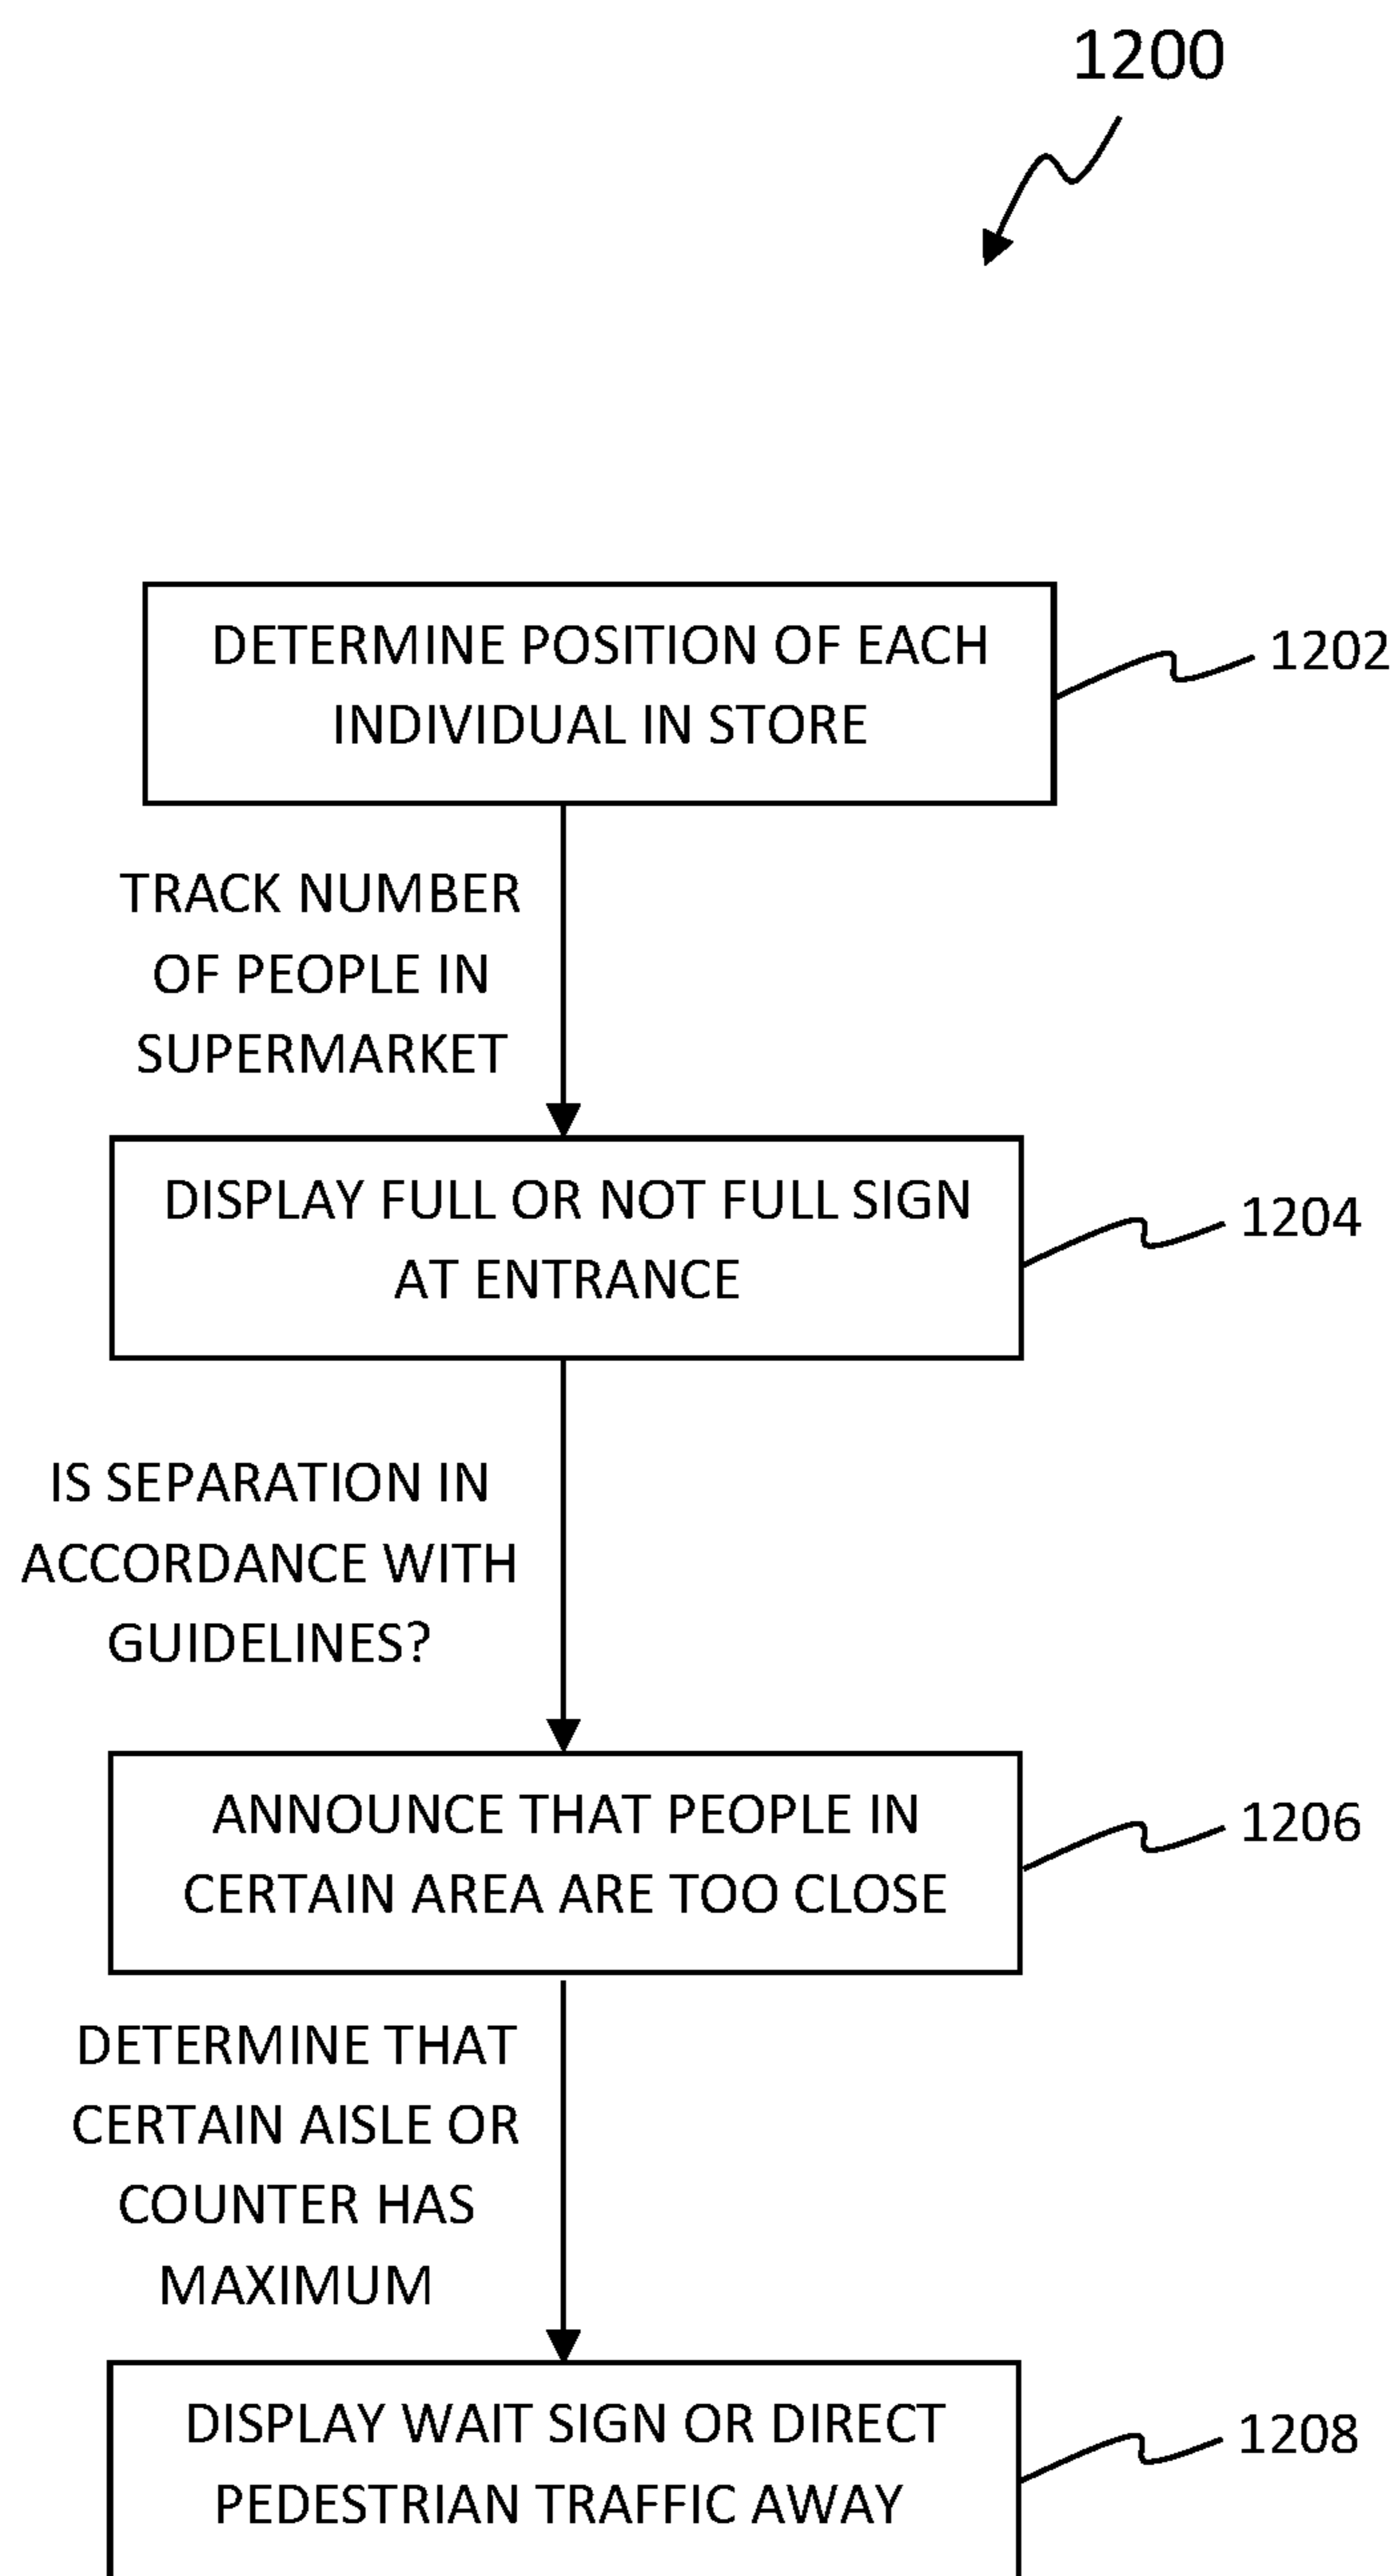 1200
DETERMINE POSITION OF EACH
INDIVIDUAL IN STORE
1202
TRACK NUMBER
OF PEOPLE IN
SUPERMARKET
DISPLAY FULL OR NOT FULL SIGN
AT ENTRANCE
1204
IS SEPARATION IN
ACCORDANCE WITH
GUIDELINES?
ANNOUNCE THAT PEOPLE IN
CERTAIN AREA ARE TOO CLOSE
1206
DETERMINE THAT
CERTAIN AISLE OR
COUNTER HAS
MAXIMUM
DISPLAY WAIT SIGN OR DIRECT
PEDESTRIAN TRAFFIC AWAY
1208